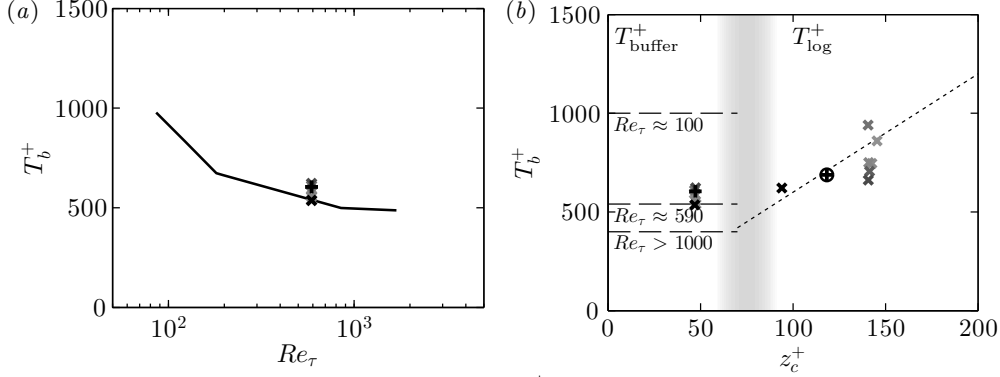 (a)
1500
1000
500
0
T_b^+
10^2
10^3
Re_τ
(b)
1500
1000
500
0
T_b^+
T^+_buffer
T^+_log
Re_τ ≈ 100
Re_τ ≈ 590
Re_τ > 1000
0 50 100 150 200
z_c^+